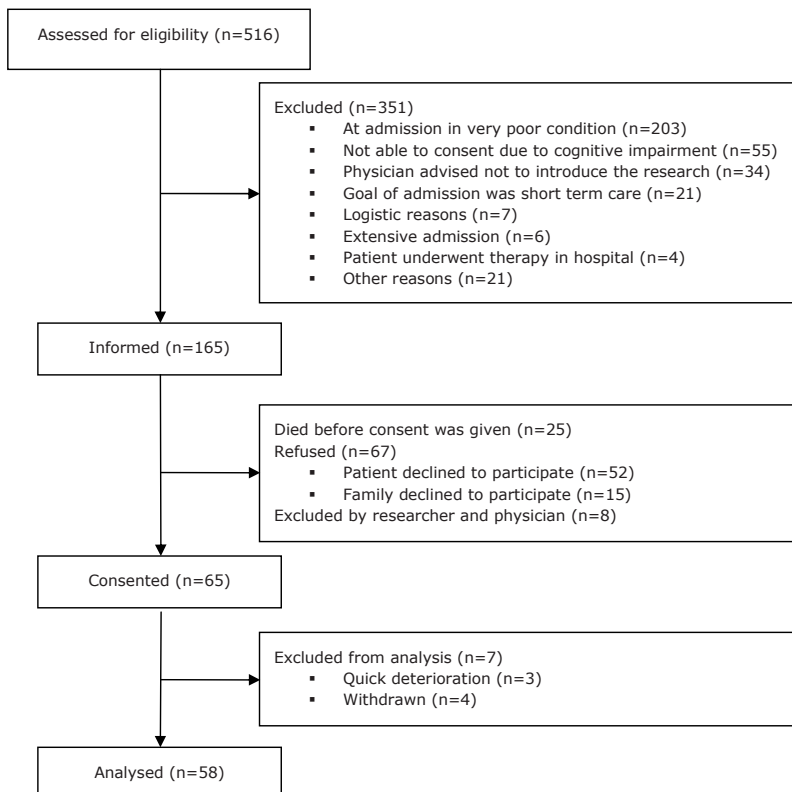 Assessed for eligibility (n=516)
Excluded (n=351)
▪ At admission in very poor condition (n=203)
▪ Not able to consent due to cognitive impairment (n=55)
▪ Physician advised not to introduce the research (n=34)
▪ Goal of admission was short term care (n=21)
▪ Logistic reasons (n=7)
▪ Extensive admission (n=6)
▪ Patient underwent therapy in hospital (n=4)
▪ Other reasons (n=21)
Informed (n=165)
Died before consent was given (n=25)
Refused (n=67)
▪ Patient declined to participate (n=52)
▪ Family declined to participate (n=15)
Excluded by researcher and physician (n=8)
Consented (n=65)
Excluded from analysis (n=7)
▪ Quick deterioration (n=3)
▪ Withdrawn (n=4)
Analysed (n=58)